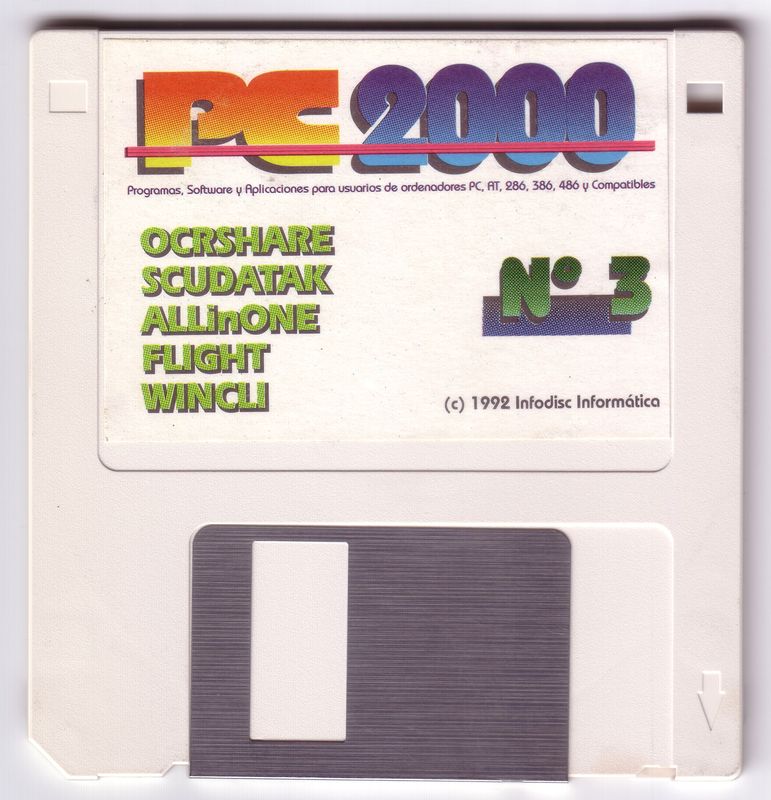 PC 2000
Programas, Software y Aplicaciones para usuarios de ordenadores PC, AT, 286, 386, 486 y Compatibles
OCRSHARE
SCUDATAK
ALLinONE
FLIGHT
WINCLI
Nº 3
(c) 1992 Infodisc Informática